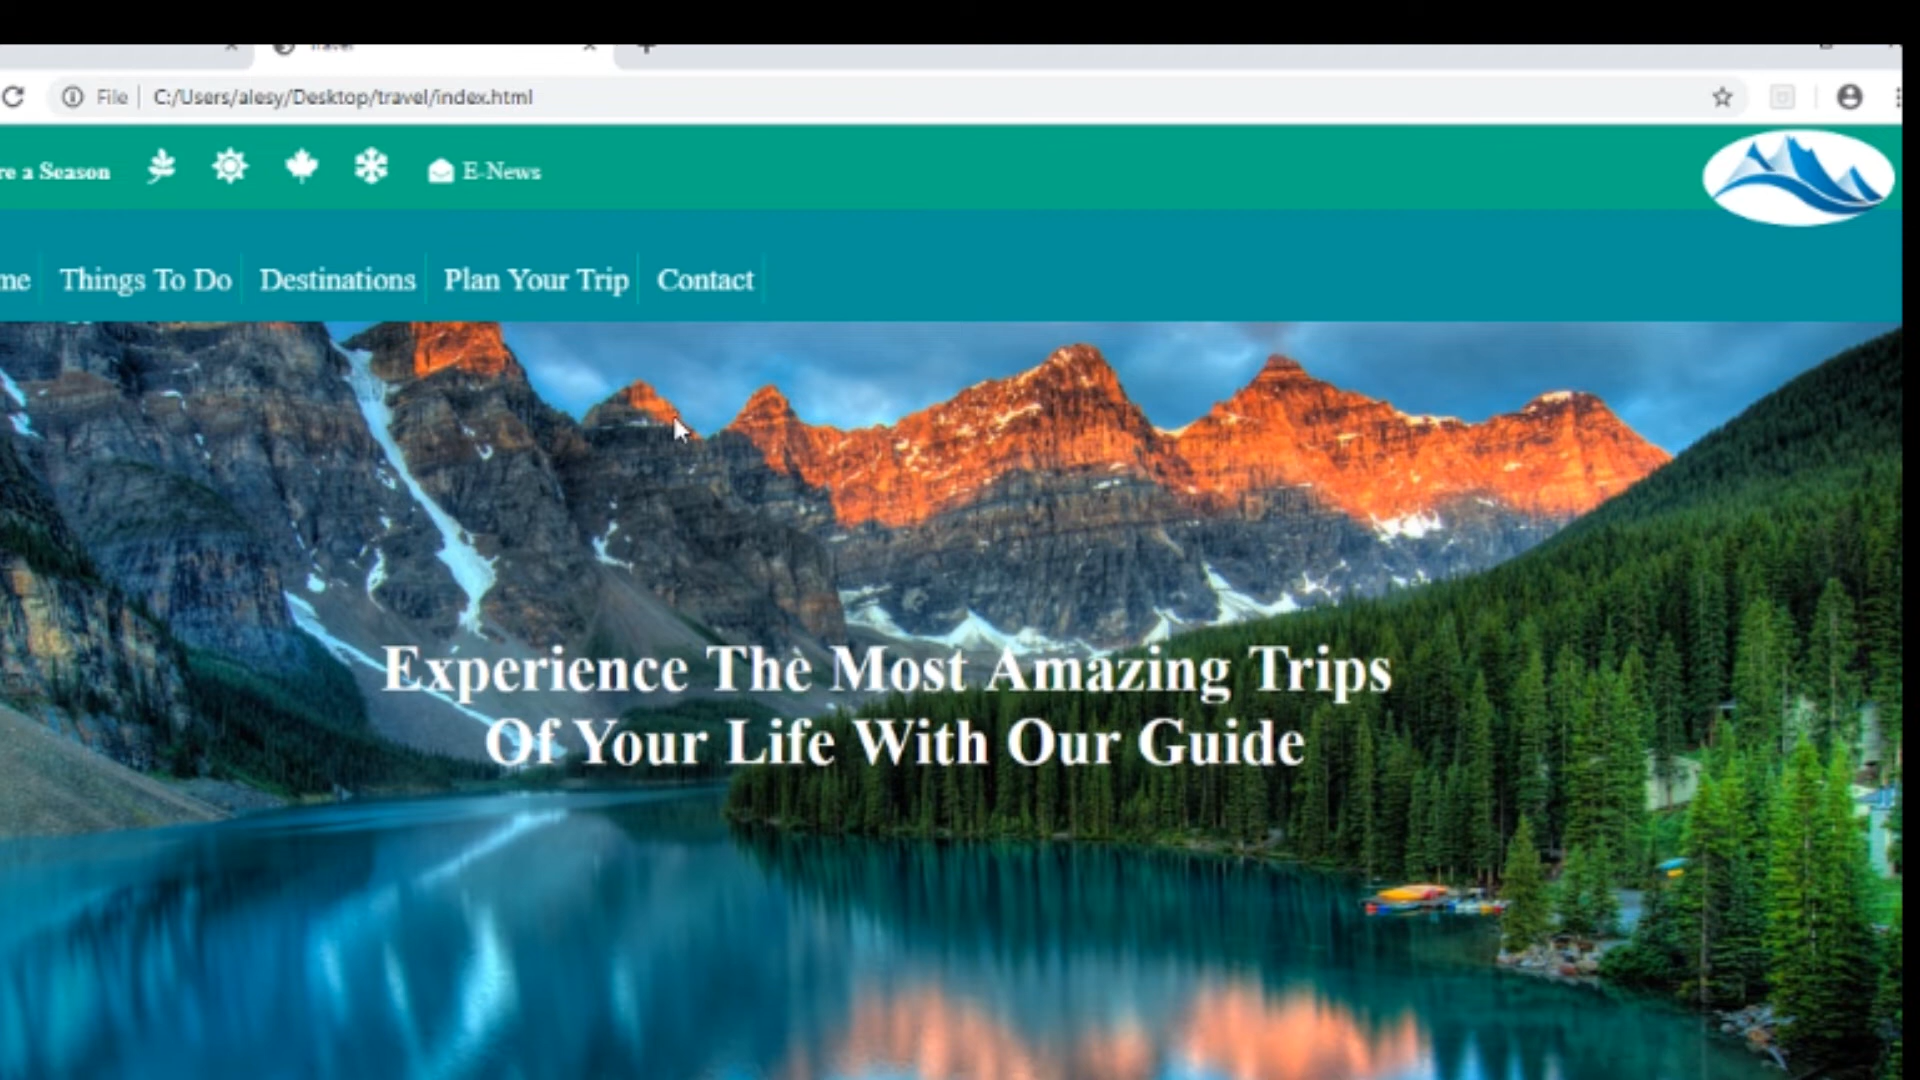 Travel
File C:/Users/alesy/Desktop/travel/index.html
re a Season E-News
me Things To Do Destinations Plan Your Trip Contact
Experience The Most Amazing Trips
Of Your Life With Our Guide